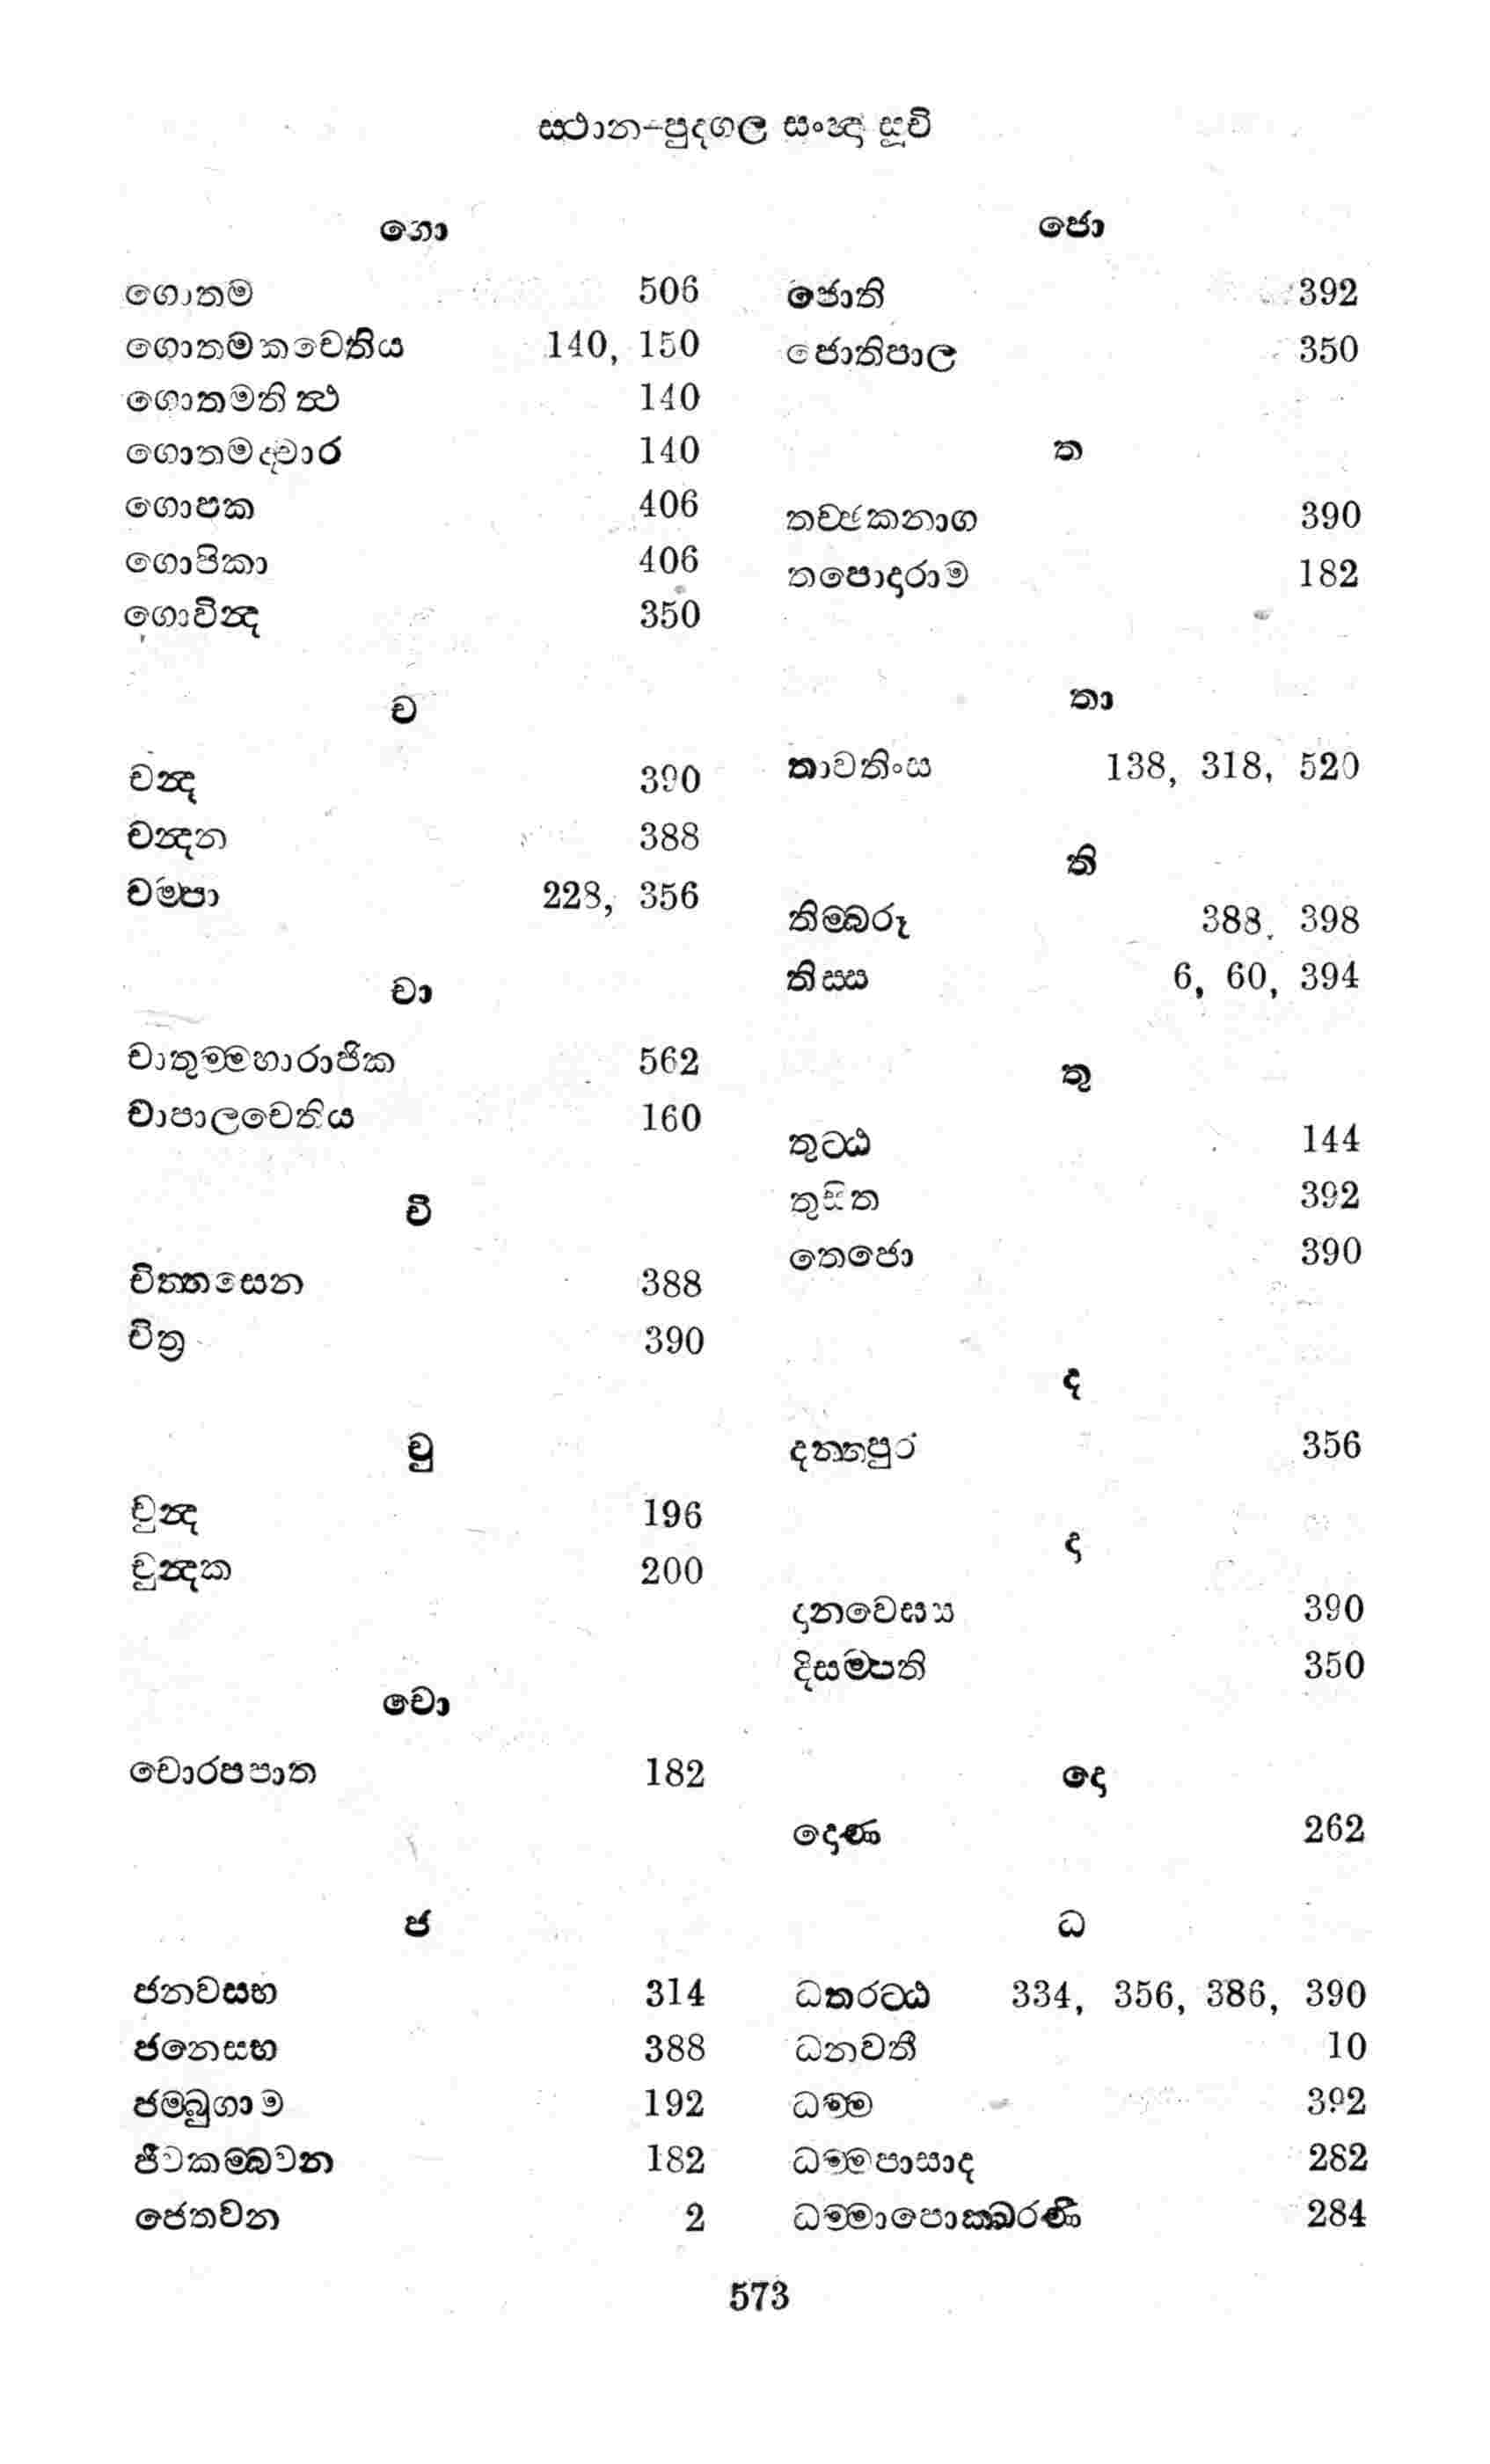 ස්ථාන-පුද්ගල සංඥා සූචි
ගො
ගොතම 506
ගොතමකචෙතිය 140, 150
ගොතමතිත්ථ 140
ගොතමද්වාර 140
ගොපක 406
ගොපිකා 406
ගොවින්ද 350
ච
චන්ද 390
චන්දන 388
චම්පා 228, 356
චා
චාතුම්මහාරාජික 562
චාපාලචෙතිය 160
චි
චිත්තසෙන 388
චිත්‍ර 390
චු
චුන්ද 196
චුන්දක 200
චො
චොරපපාත 182
ජ
ජනවසභ 314
ජනෙසභ 388
ජම්බුගාම 192
ජීවකම්බවන 182
ජෙතවන 2
ජො
ජොති 392
ජොතිපාල 350
ත
තච්ඡකනාග 390
තපොදාරාම 182
තා
තාවතිංස 138, 318, 520
ති
තිම්බරූ 388, 398
තිස්ස 6, 60, 394
තු
තුට්ඨ 144
තුසිත 392
තෙජො 390
ද
දන්තපුරං 356
දා
දානවෙඝස 390
දිසම්පති 350
දො
දොණ 262
ධ
ධතරට්ඨ 334, 356, 386, 390
ධනවතී 10
ධම්ම 392
ධම්මපාසාද 282
ධම්මාපොක්ඛරණී 284
573